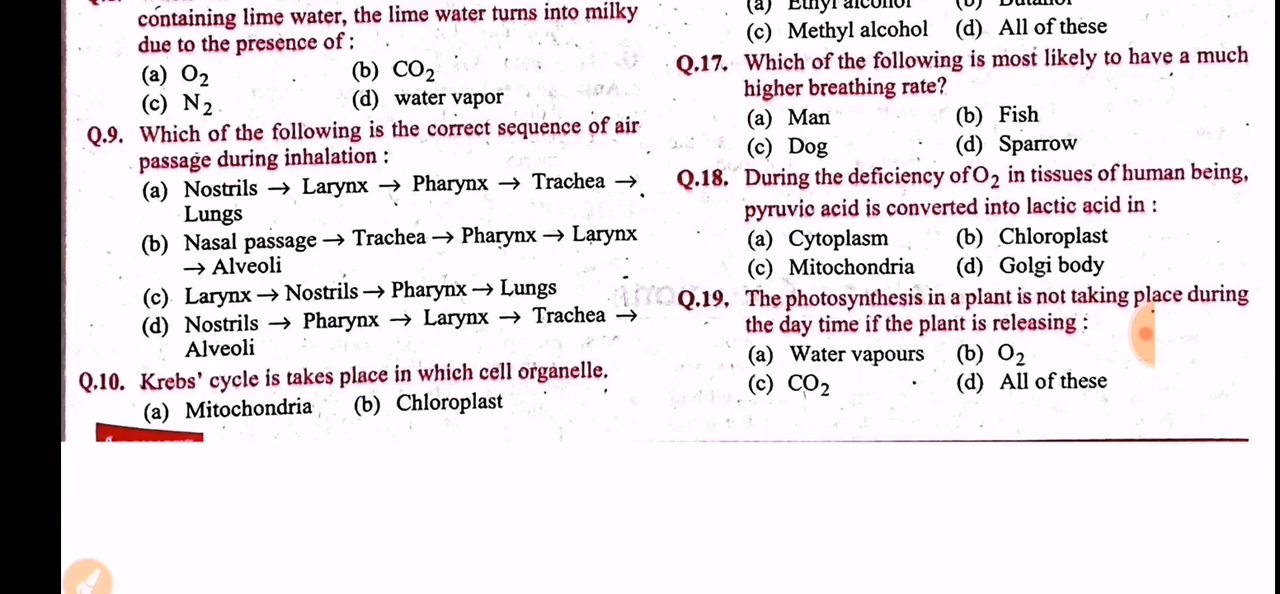 containing lime water, the lime water turns into milky
due to the presence of :
(a) O₂ (b) CO₂
(c) N₂ (d) water vapor
Q.9. Which of the following is the correct sequence of air
passage during inhalation :
(a) Nostrils → Larynx → Pharynx → Trachea →
Lungs
(b) Nasal passage → Trachea → Pharynx → Larynx
→ Alveoli
(c) Larynx → Nostrils → Pharynx → Lungs
(d) Nostrils → Pharynx → Larynx → Trachea →
Alveoli
Q.10. Krebs' cycle is takes place in which cell organelle.
(a) Mitochondria (b) Chloroplast
(a) Ethyl alcohol (b) Butanol
(c) Methyl alcohol (d) All of these
Q.17. Which of the following is most likely to have a much
higher breathing rate?
(a) Man (b) Fish
(c) Dog (d) Sparrow
Q.18. During the deficiency of O₂ in tissues of human being,
pyruvic acid is converted into lactic acid in :
(a) Cytoplasm (b) Chloroplast
(c) Mitochondria (d) Golgi body
Q.19. The photosynthesis in a plant is not taking place during
the day time if the plant is releasing :
(a) Water vapours (b) O₂
(c) CO₂ (d) All of these